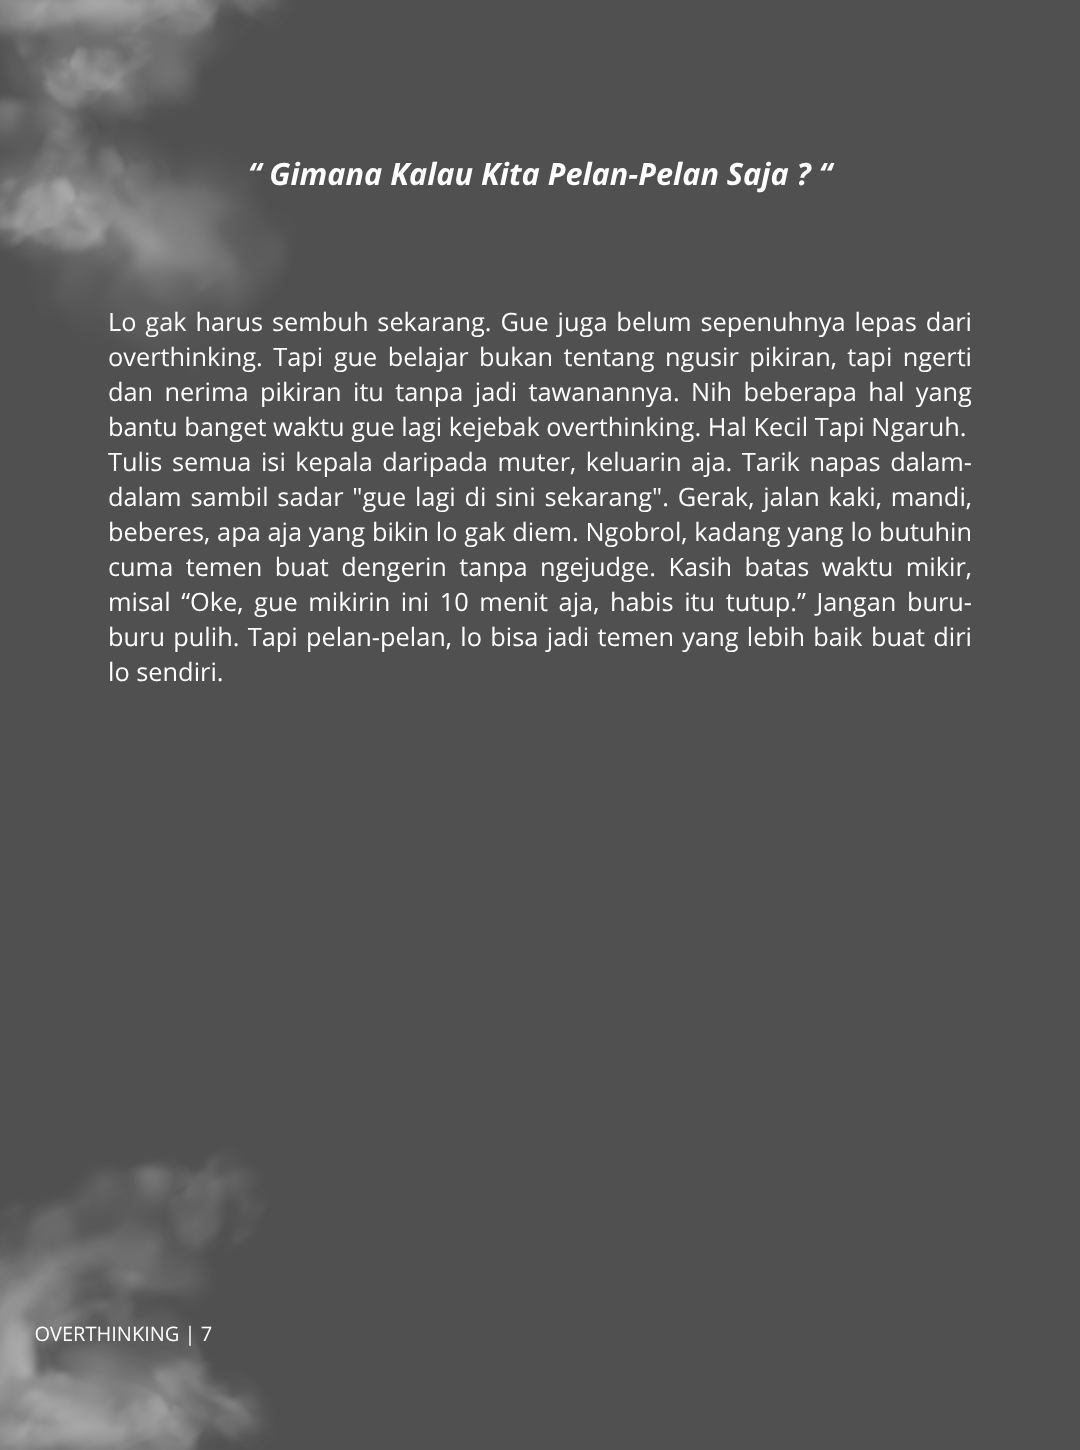 “ Gimana Kalau Kita Pelan-Pelan Saja ? “
Lo gak harus sembuh sekarang. Gue juga belum sepenuhnya lepas dari
overthinking. Tapi gue belajar bukan tentang ngusir pikiran, tapi ngerti
dan nerima pikiran itu tanpa jadi tawanannya. Nih beberapa hal yang
bantu banget waktu gue lagi kejebak overthinking. Hal Kecil Tapi Ngaruh.
Tulis semua isi kepala daripada muter, keluarin aja. Tarik napas dalam-
dalam sambil sadar "gue lagi di sini sekarang". Gerak, jalan kaki, mandi,
beberes, apa aja yang bikin lo gak diem. Ngobrol, kadang yang lo butuhin
cuma temen buat dengerin tanpa ngejudge. Kasih batas waktu mikir,
misal “Oke, gue mikirin ini 10 menit aja, habis itu tutup.” Jangan buru-
buru pulih. Tapi pelan-pelan, lo bisa jadi temen yang lebih baik buat diri
lo sendiri.
OVERTHINKING | 7